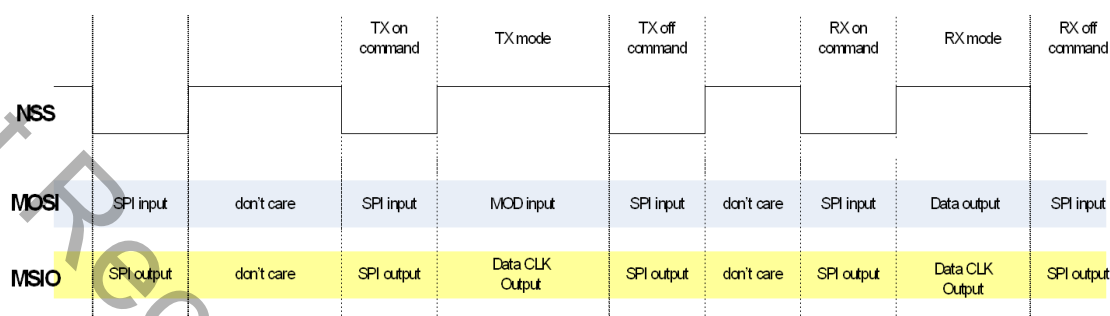 TX on
command
TX mode
TX off
command
RX on
command
RX mode
RX off
command
NSS
MOSI
SPI input
don't care
SPI input
MOD input
SPI input
don't care
SPI input
Data output
SPI input
MSIO
SPI output
don't care
SPI output
Data CLK
Output
SPI output
don't care
SPI output
Data CLK
Output
SPI output